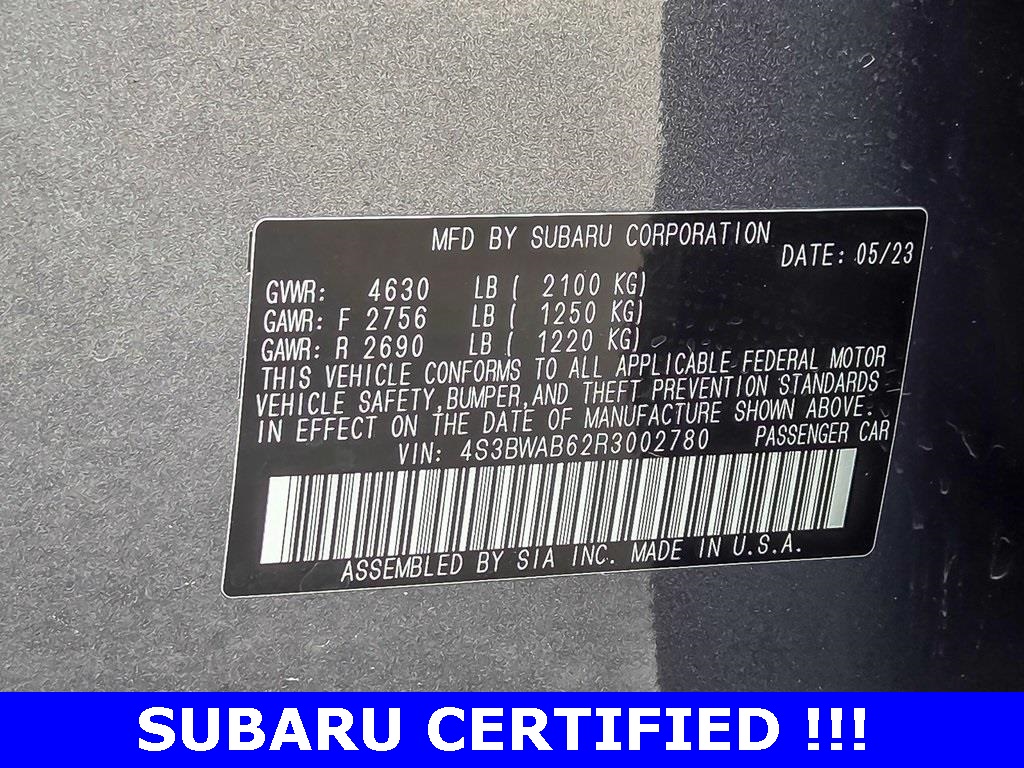 MFD BY SUBARU CORPORATION
DATE: 05/23
GVWR: 4630 LB ( 2100 KG)
GAWR: F 2756 LB ( 1250 KG)
GAWR: R 2690 LB ( 1220 KG)
THIS VEHICLE CONFORMS TO ALL APPLICABLE FEDERAL MOTOR
VEHICLE SAFETY, BUMPER, AND THEFT PREVENTION STANDARDS
IN EFFECT ON THE DATE OF MANUFACTURE SHOWN ABOVE.
VIN: 4S3BWAB62R3002780 PASSENGER CAR
ASSEMBLED BY SIA INC. MADE IN U.S.A.
SUBARU CERTIFIED !!!